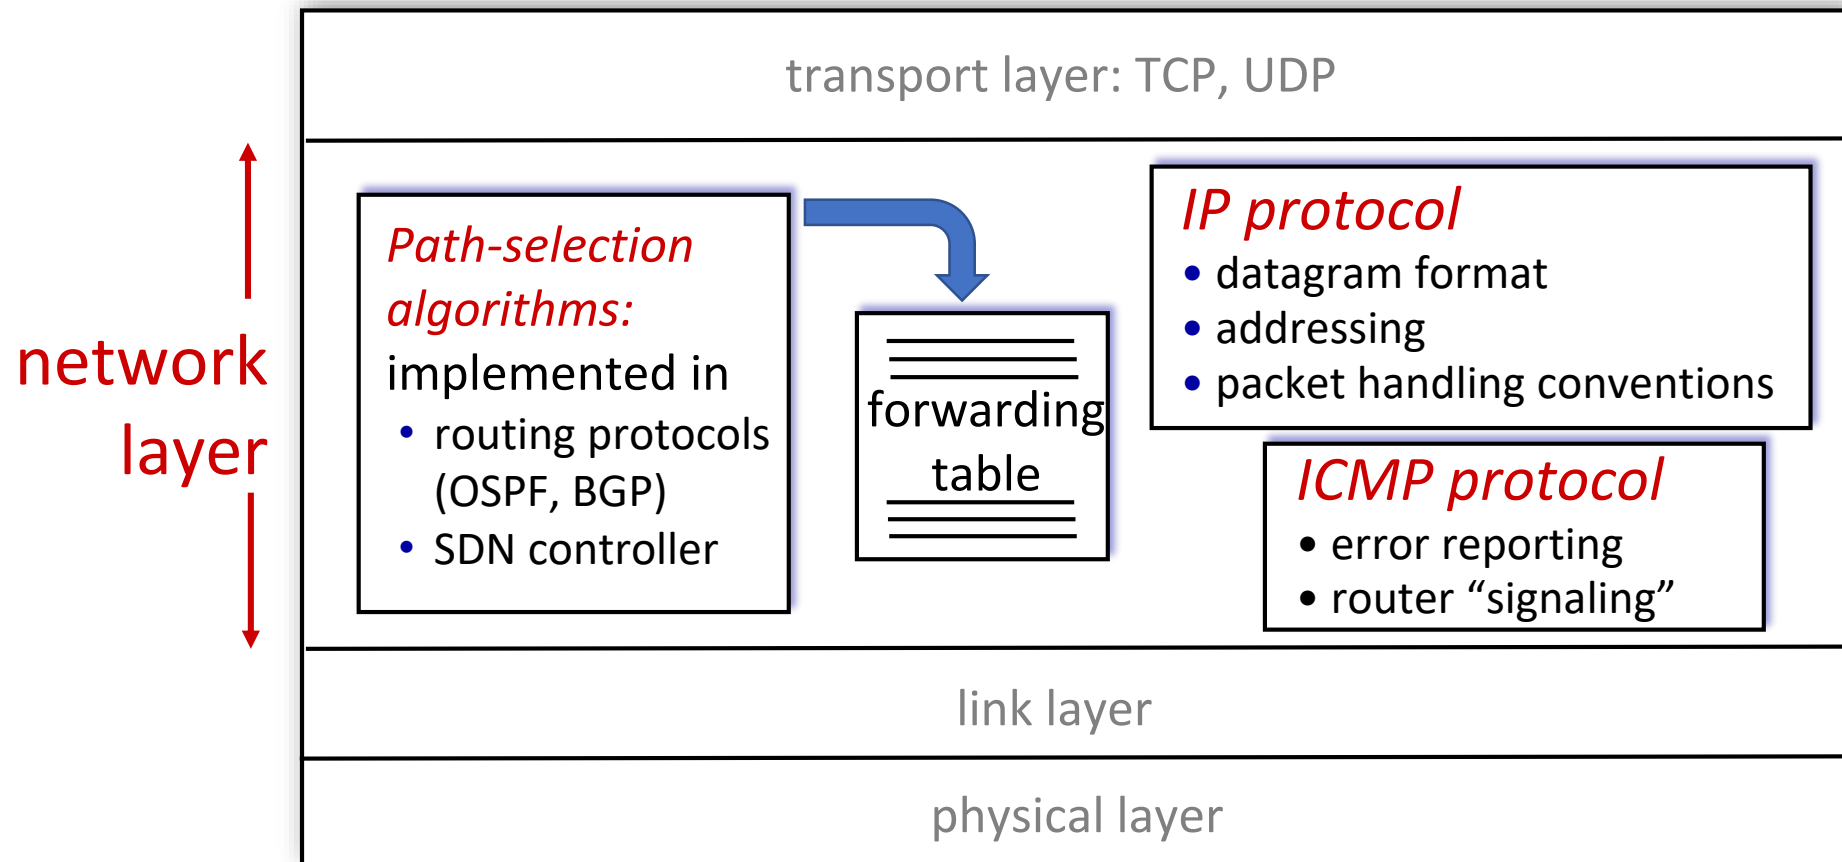 transport layer: TCP, UDP
network
layer
Path-selection
algorithms:
implemented in
• routing protocols
(OSPF, BGP)
• SDN controller
forwarding
table
IP protocol
• datagram format
• addressing
• packet handling conventions
ICMP protocol
• error reporting
• router “signaling”
link layer
physical layer